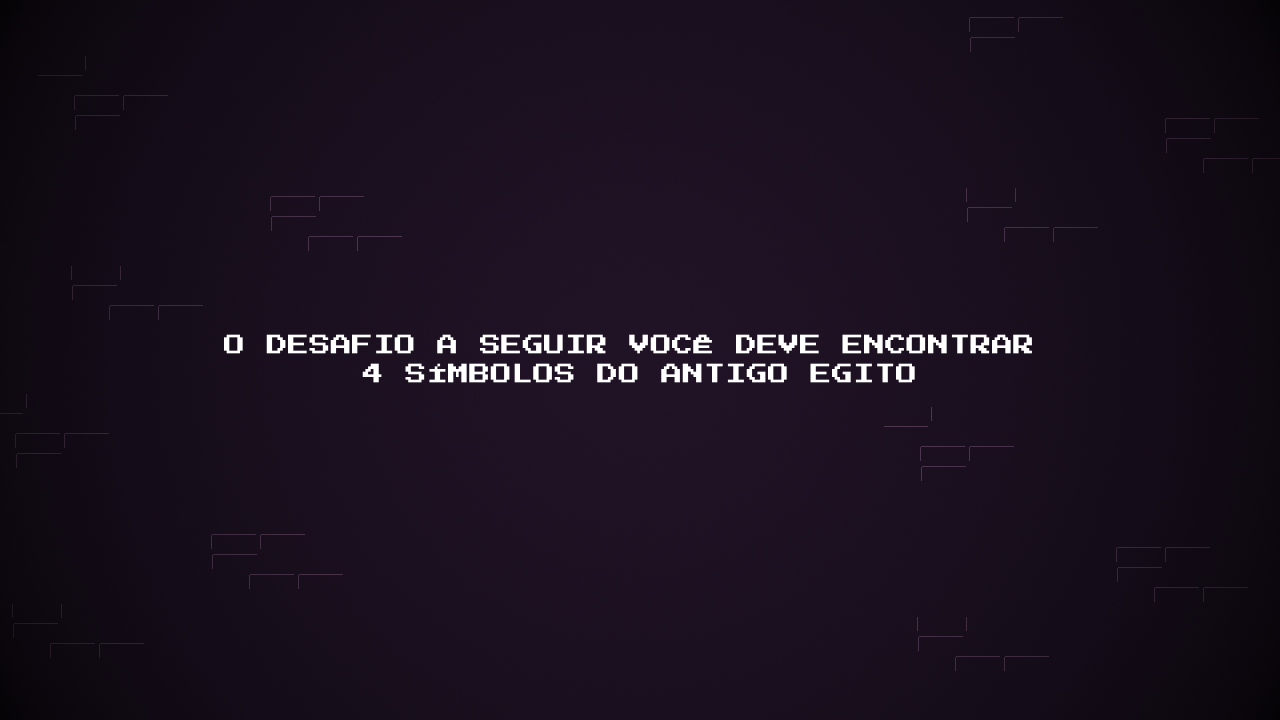 O DESAFIO A SEGUIR VOCê DEVE ENCONTRAR
4 SíMBOLOS DO ANTIGO EGITO